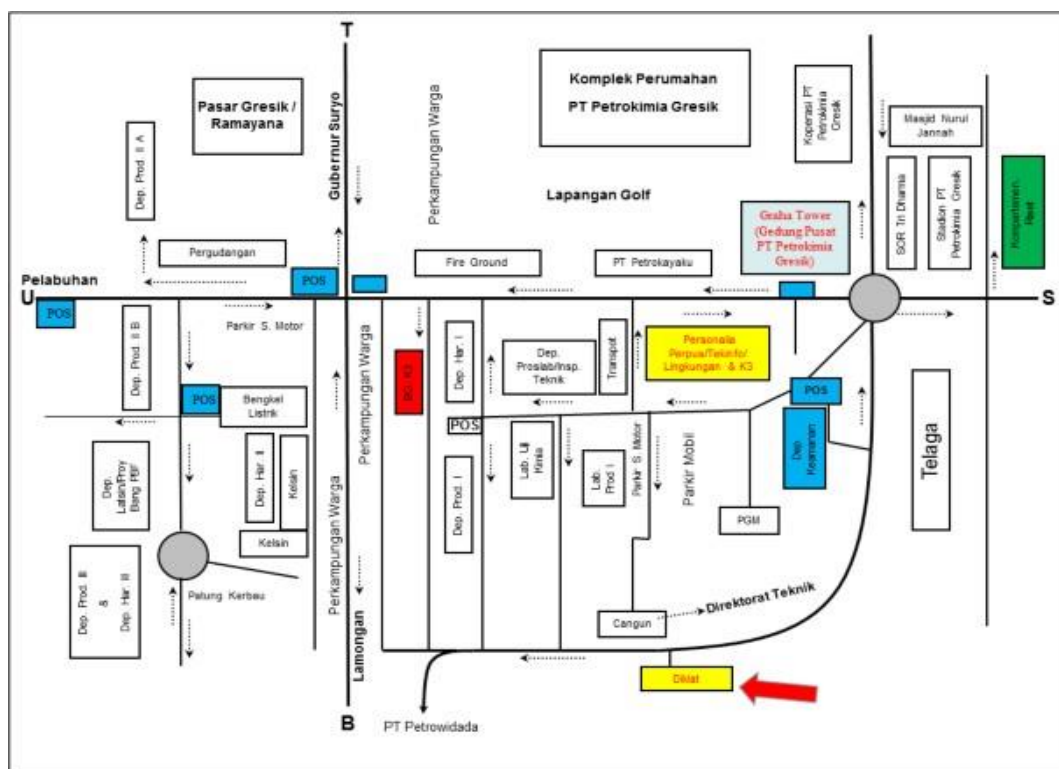 T
Pasar Gresik /
Ramayana
Gubernur Suryo
Perkampungan Warga
Komplek Perumahan
PT Petrokimia Gresik
Koperasi PT
Petrokimia
Gresik
Masjid Nurul
Jannah
Dep. Prod. II A
Lapangan Golf
SOR Tri Dharma
Stadion PT
Petrokimia Gresik
Kompartemen.
Graha Tower
(Gedung Pusat
PT Petrokimia
Gresik)
Pergudangan
Fire Ground
PT Petrokayaku
Pelabuhan
POS
U
S
POS
Parkir S. Motor
Dep. Prod. II B
Perkampungan Warga
K3
Dep. Har. I
Dep.
Proslab/Insp.
Teknik
Transpot
Personalia
Perpus/Tekinfo/
Lingkungan & K3
POS
Bengkel
Listrik
POS
POS
Dep.
Keamanan
Telaga
Dep.
Bang PBF
Dep. Har. II
Kelsin
Kelsin
Perkampungan Warga
Dep. Prod. I
Lab. Uji
Kimia
Lab.
Prod I
Parkir S. Motor
Parkir Mobil
PGM
Dep. Prod. III
&
Dep. Har. III
Patung Kerbau
Lamongan
Cangun
Direktorat Teknik
Diklat
B
PT Petrowidada